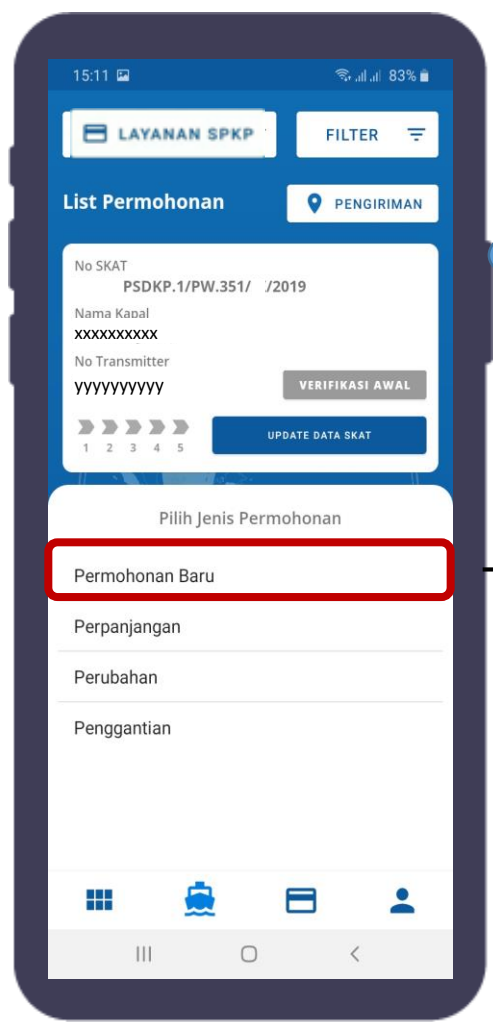 15:11 83%
LAYANAN SPKP FILTER
List Permohonan PENGIRIMAN
No SKAT
PSDKP.1/PW.351/ /2019
Nama Kapal
xxxxxxxxxx
No Transmitter
yyyyyyyyyy VERIFIKASI AWAL
1 2 3 4 5 UPDATE DATA SKAT
Pilih Jenis Permohonan
Permohonan Baru
Perpanjangan
Perubahan
Penggantian